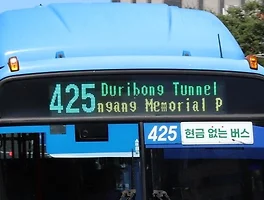 425 Duribong Tunnel
ngang Memorial P
425 현금 없는 버스